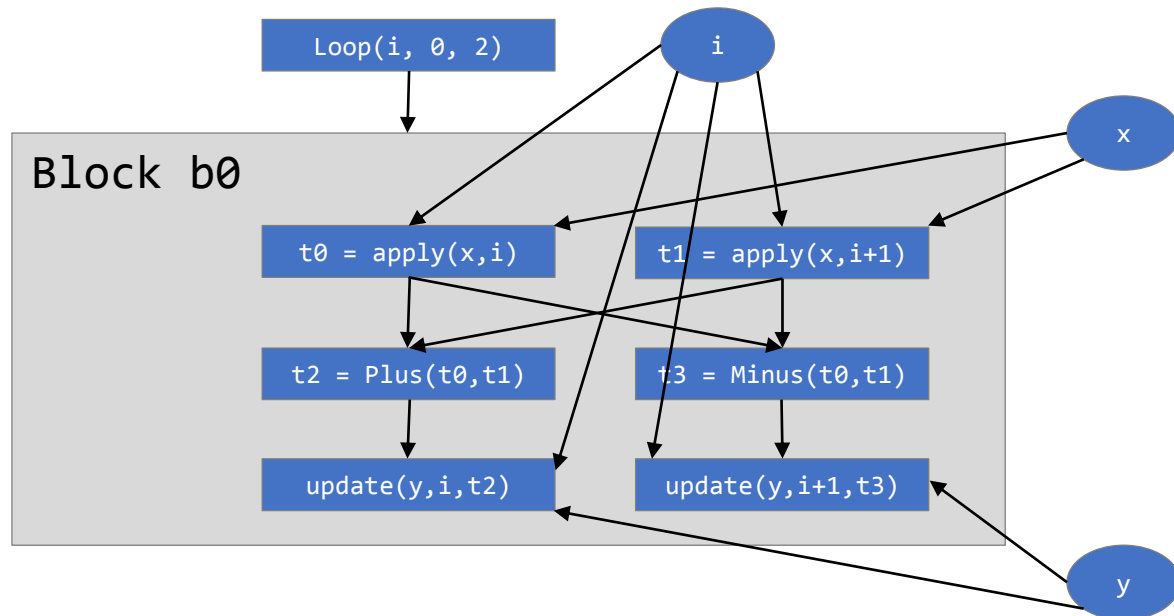 Loop(i, 0, 2)
i
x
Block b0
t0 = apply(x,i)
t1 = apply(x,i+1)
t2 = Plus(t0,t1)
t3 = Minus(t0,t1)
update(y,i,t2)
update(y,i+1,t3)
y